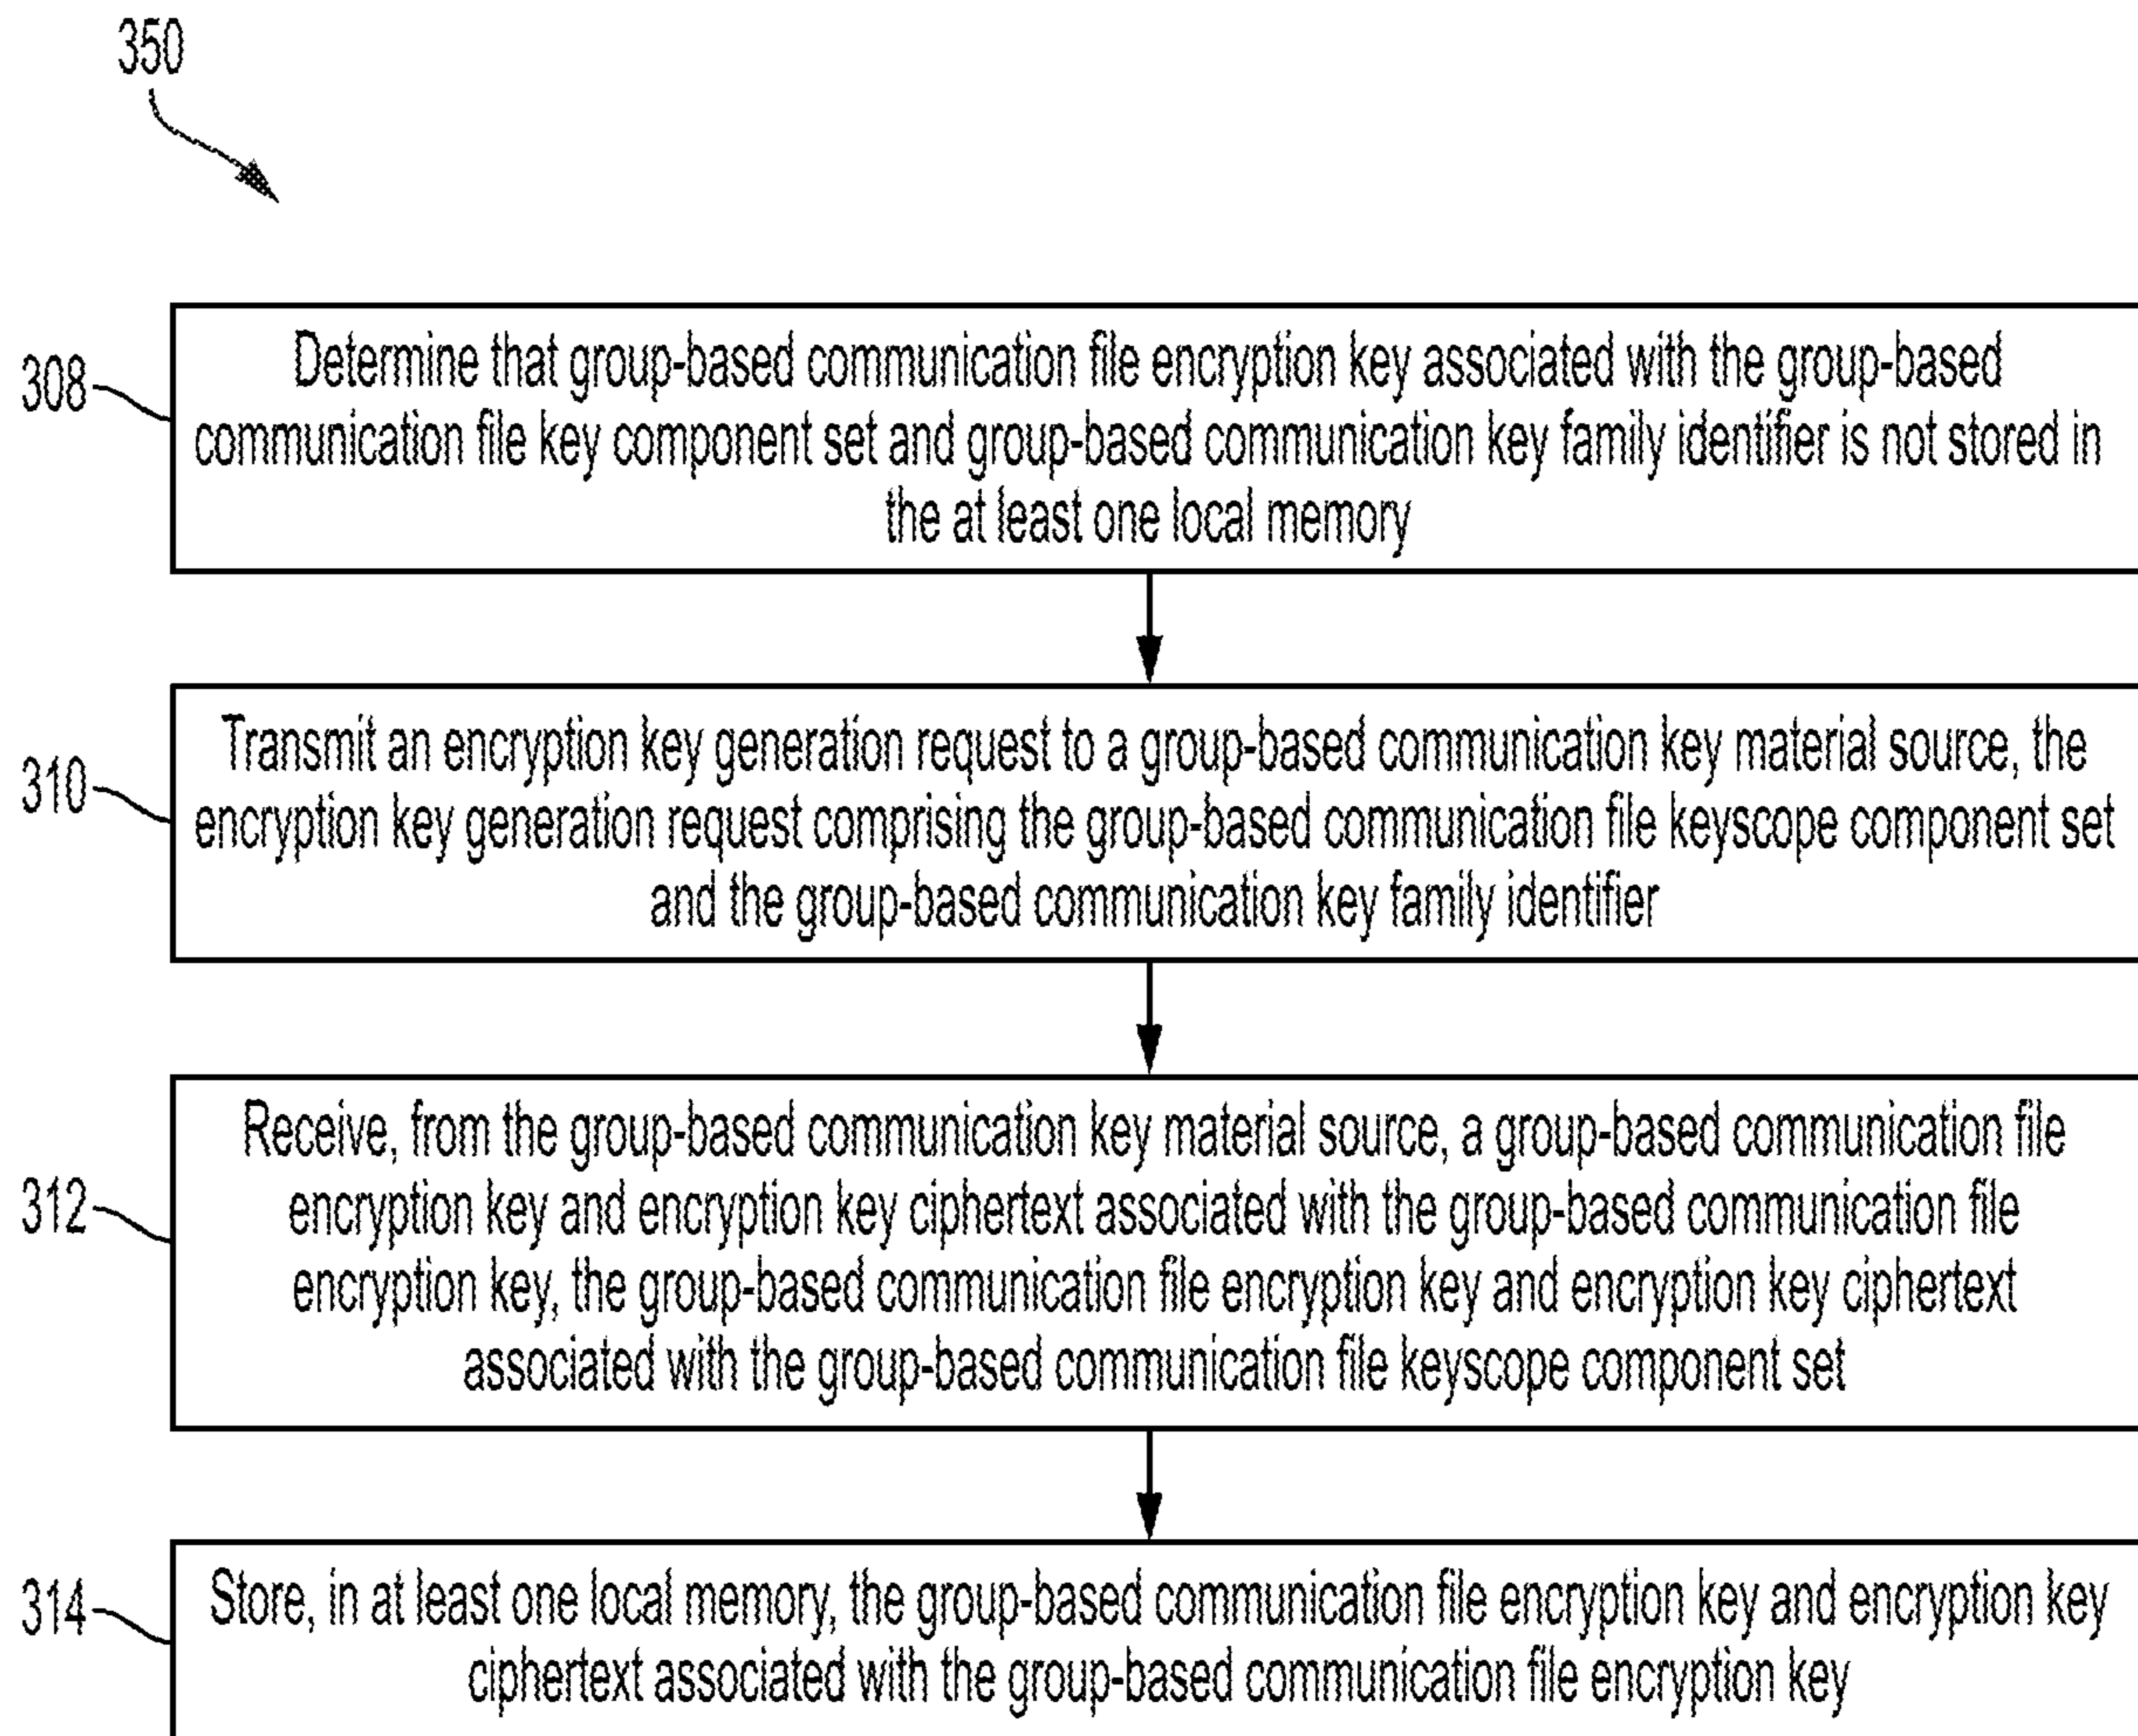 350
308
Determine that group-based communication file encryption key associated with the group-based
communication file key component set and group-based communication key family identifier is not stored in
the at least one local memory
310
Transmit an encryption key generation request to a group-based communication key material source, the
encryption key generation request comprising the group-based communication file keyscope component set
and the group-based communication key family identifier
312
Receive, from the group-based communication key material source, a group-based communication file
encryption key and encryption key ciphertext associated with the group-based communication file
encryption key, the group-based communication file encryption key and encryption key ciphertext
associated with the group-based communication file keyscope component set
314
Store, in at least one local memory, the group-based communication file encryption key and encryption key
ciphertext associated with the group-based communication file encryption key